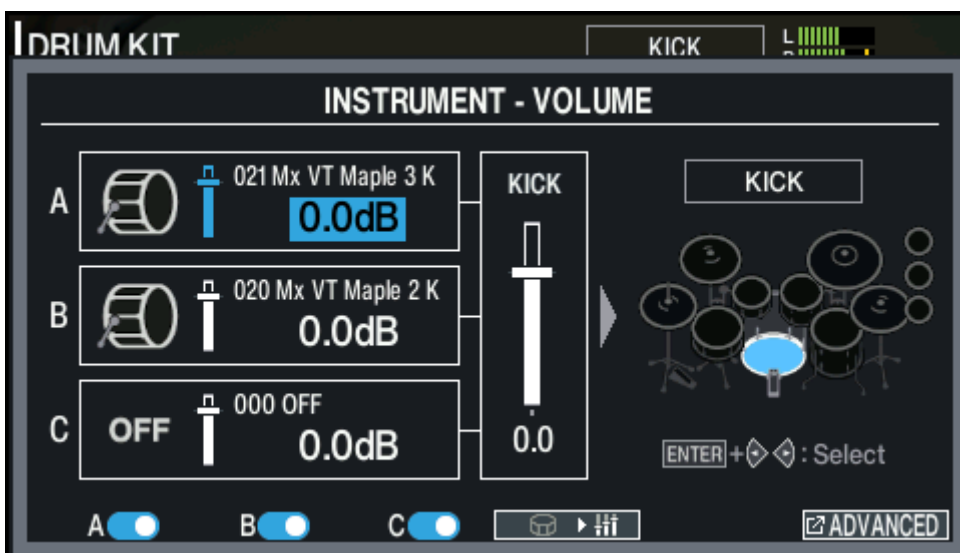 DRUM KIT
KICK
L
R
INSTRUMENT - VOLUME
A
021 Mx VT Maple 3 K
0.0dB
B
020 Mx VT Maple 2 K
0.0dB
C
OFF
000 OFF
0.0dB
KICK
0.0
KICK
ENTER+ : Select
A
B
C
ADVANCED